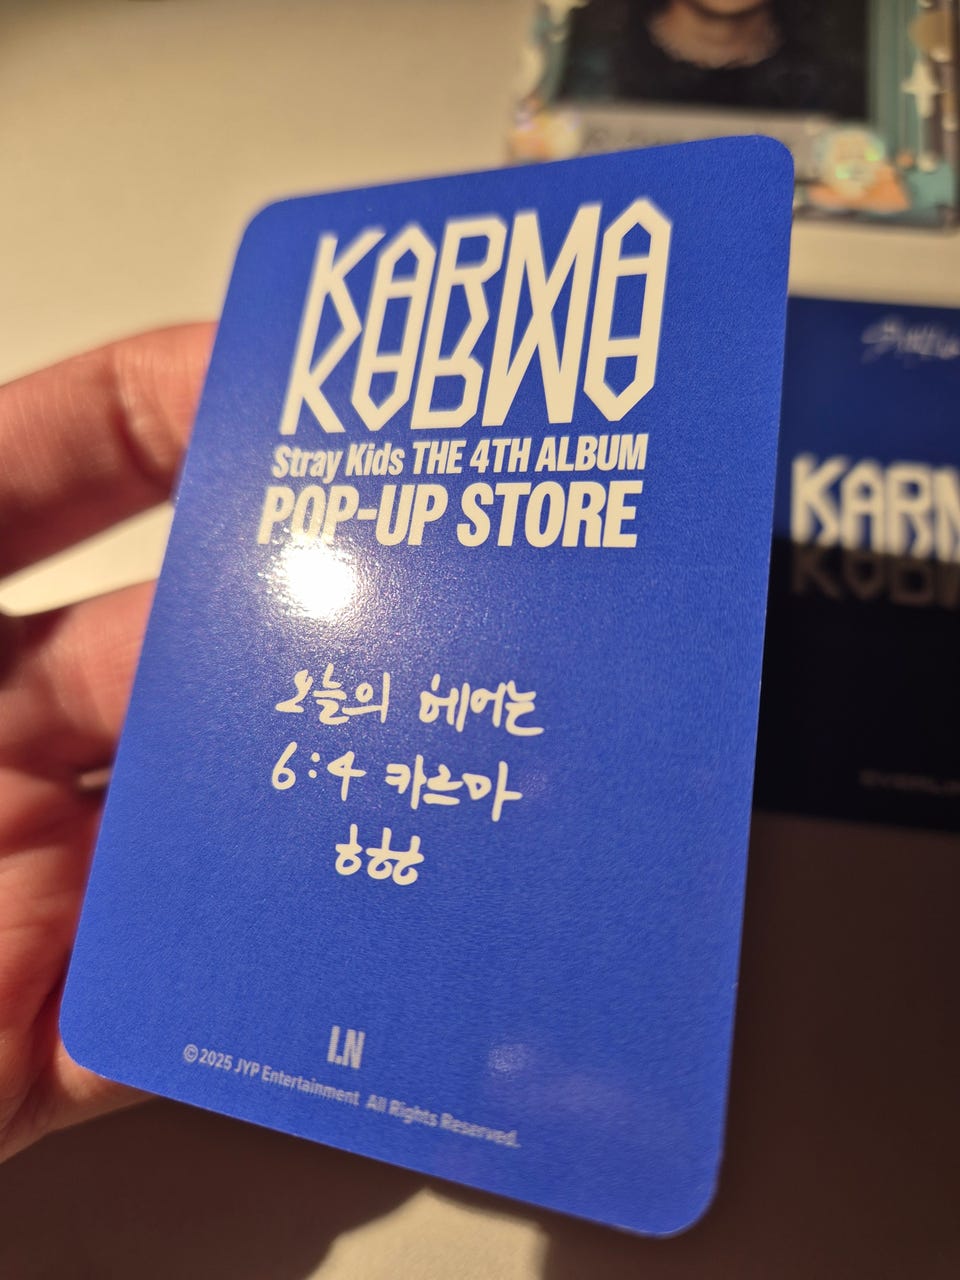 KARMA
Stray Kids THE 4TH ALBUM
POP-UP STORE
오늘의 헤어는
6:4 카르마
ㅎㅎㅎ
I.N
©2025 JYP Entertainment All Rights Reserved.
KARM